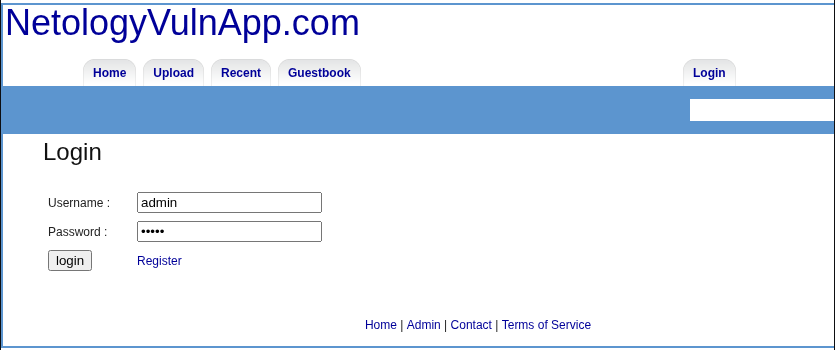 NetologyVulnApp.com
Home Upload Recent Guestbook Login
Login
Username : admin
Password : •••••
login Register
Home | Admin | Contact | Terms of Service